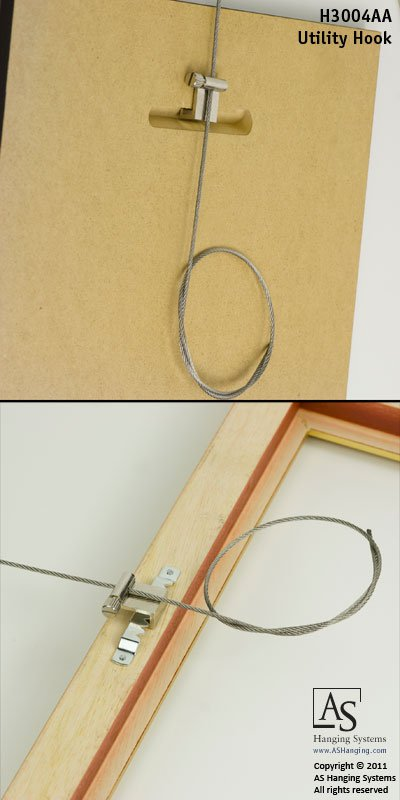 H3004AA
Utility Hook
AS
Hanging Systems
www.ASHanging.com
Copyright © 2011
AS Hanging Systems
All rights reserved